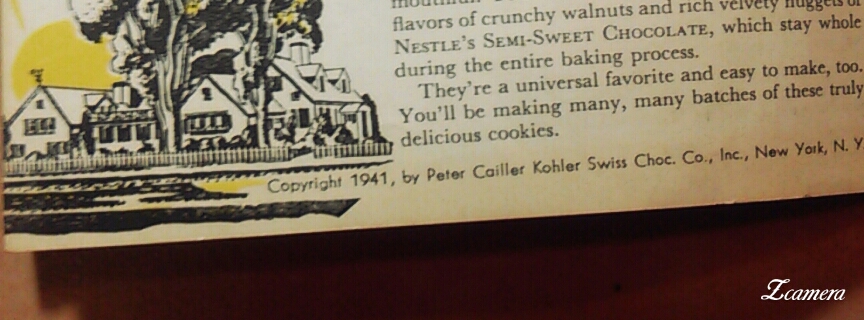 flavors of crunchy walnuts and rich velvety nuggets of
NESTLE'S SEMI-SWEET CHOCOLATE, which stay whole
during the entire baking process.
They're a universal favorite and easy to make, too.
You'll be making many, many batches of these truly
delicious cookies.
Copyright 1941, by Peter Cailler Kohler Swiss Choc. Co., Inc., New York, N. Y.
Zcamera